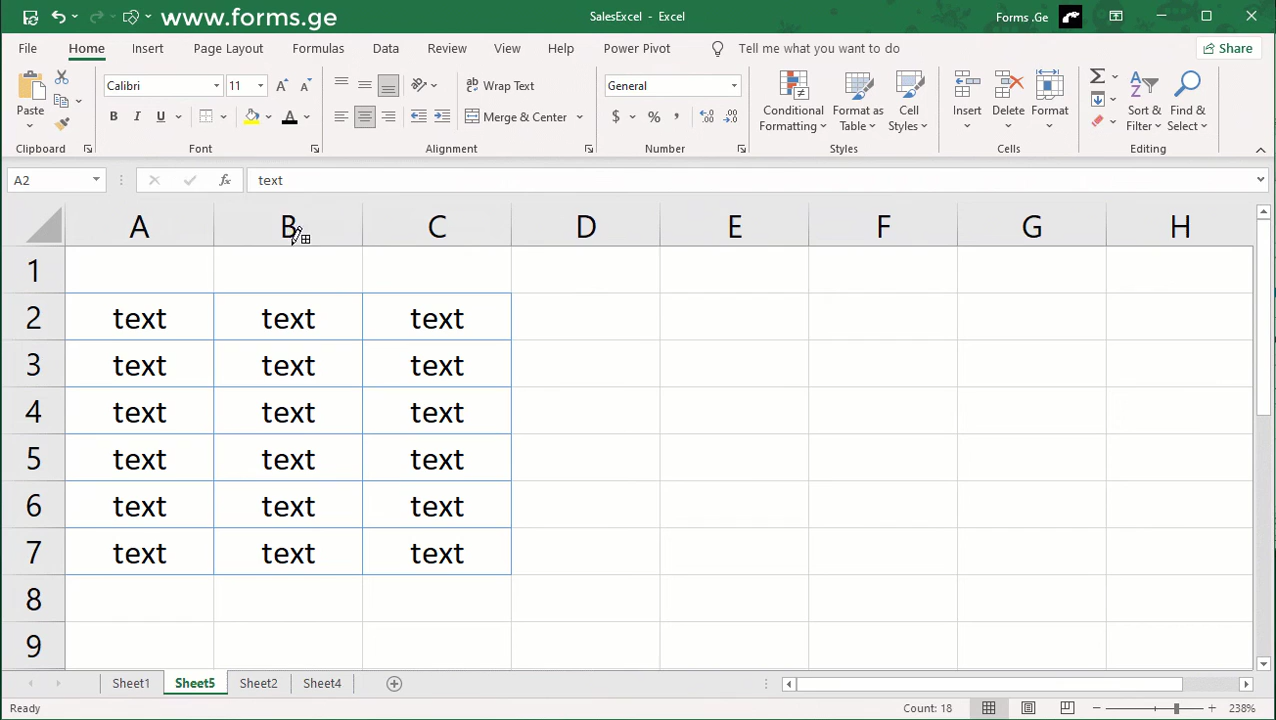 www.forms.ge
SalesExcel - Excel
Forms .Ge
File Home Insert Page Layout Formulas Data Review View Help Power Pivot Tell me what you want to do Share
Paste
Calibri 11
B I U A
ab Wrap Text
Merge & Center
General
$ % ,
Conditional Formatting
Format as Table
Cell Styles
Insert
Delete
Format
Sort & Filter
Find & Select
Clipboard Font Alignment Number Styles Cells Editing
A2 fx text
A B C D E F G H
1
2 text text text
3 text text text
4 text text text
5 text text text
6 text text text
7 text text text
8
9
Sheet1 Sheet5 Sheet2 Sheet4
Ready Count: 18 238%